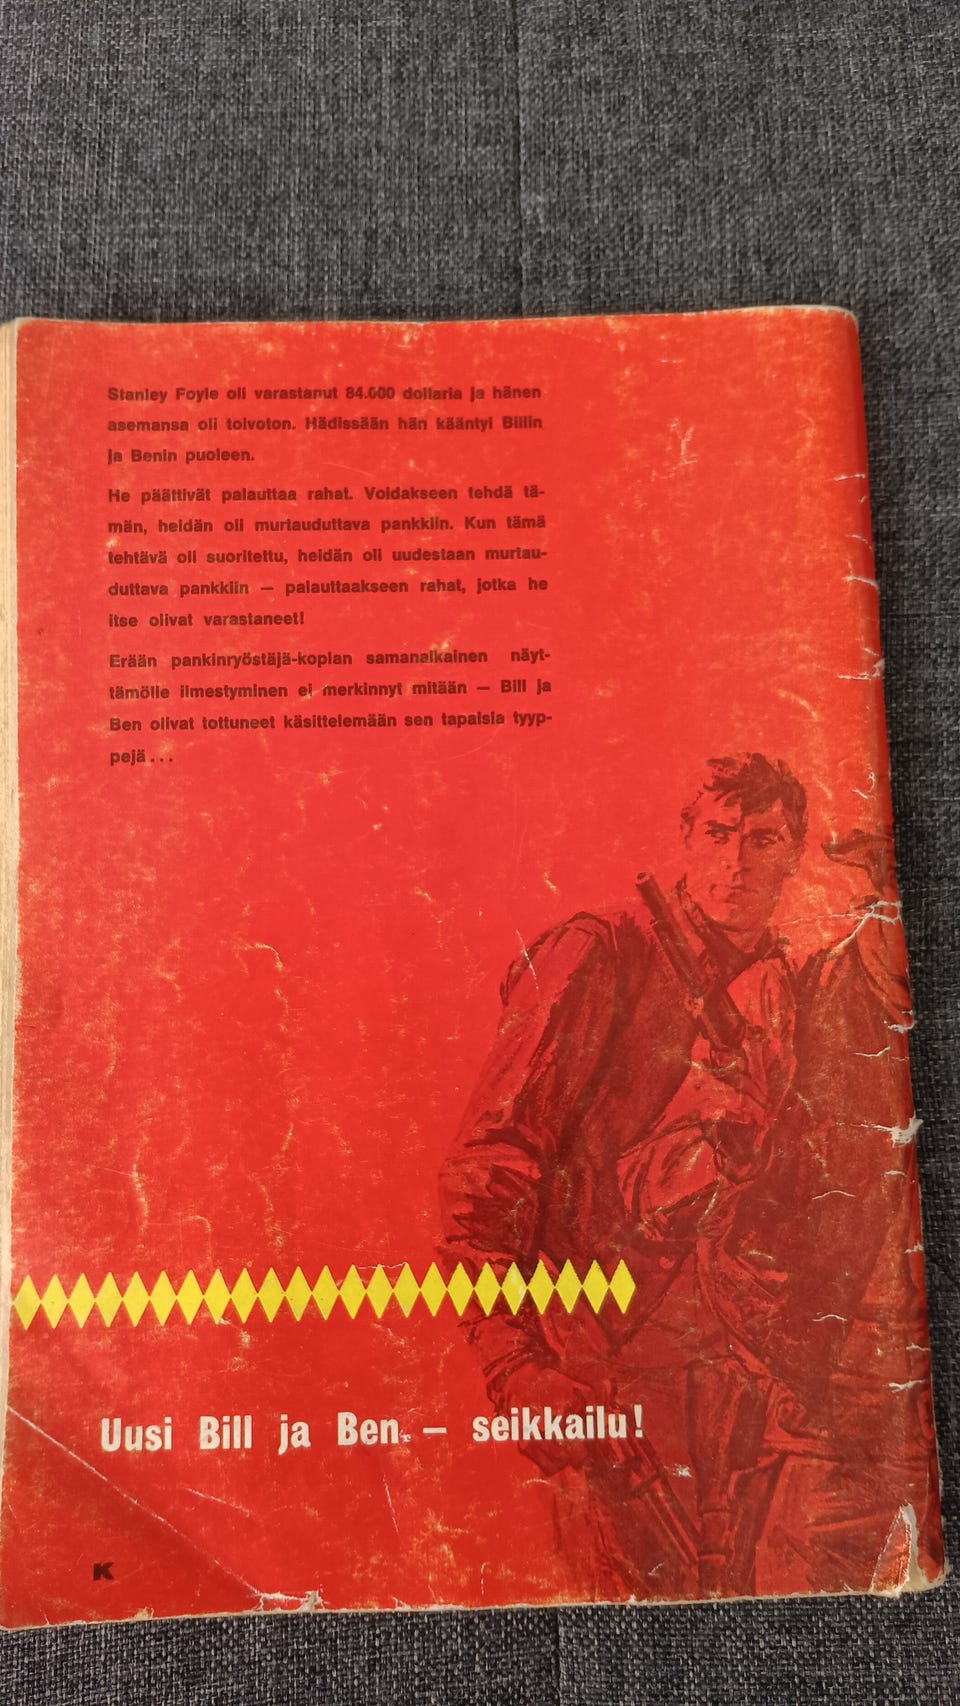 Stanley Foyle oli varastanut 84.000 dollaria ja hänen
asemansa oli toivoton. Hädissään hän kääntyi Billin
ja Benin puoleen.
He päättivät palauttaa rahat. Voidakseen tehdä tä-
män, heidän oli murtauduttava pankkiin. Kun tämä
tehtävä oli suoritettu, heidän oli uudestaan murtau-
duttava pankkiin — palauttaakseen rahat, jotka he
itse olivat varastaneet!
Erään pankinryöstäjä-koplan samanaikainen näyt-
tämölle ilmestyminen ei merkinnyt mitään — Bill ja
Ben olivat tottuneet käsittelemään sen tapaisia tyyp-
pejä...
Uusi Bill ja Ben — seikkailu!
K